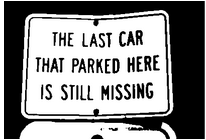 THE LAST CAR
THAT PARKED HERE
IS STILL MISSING